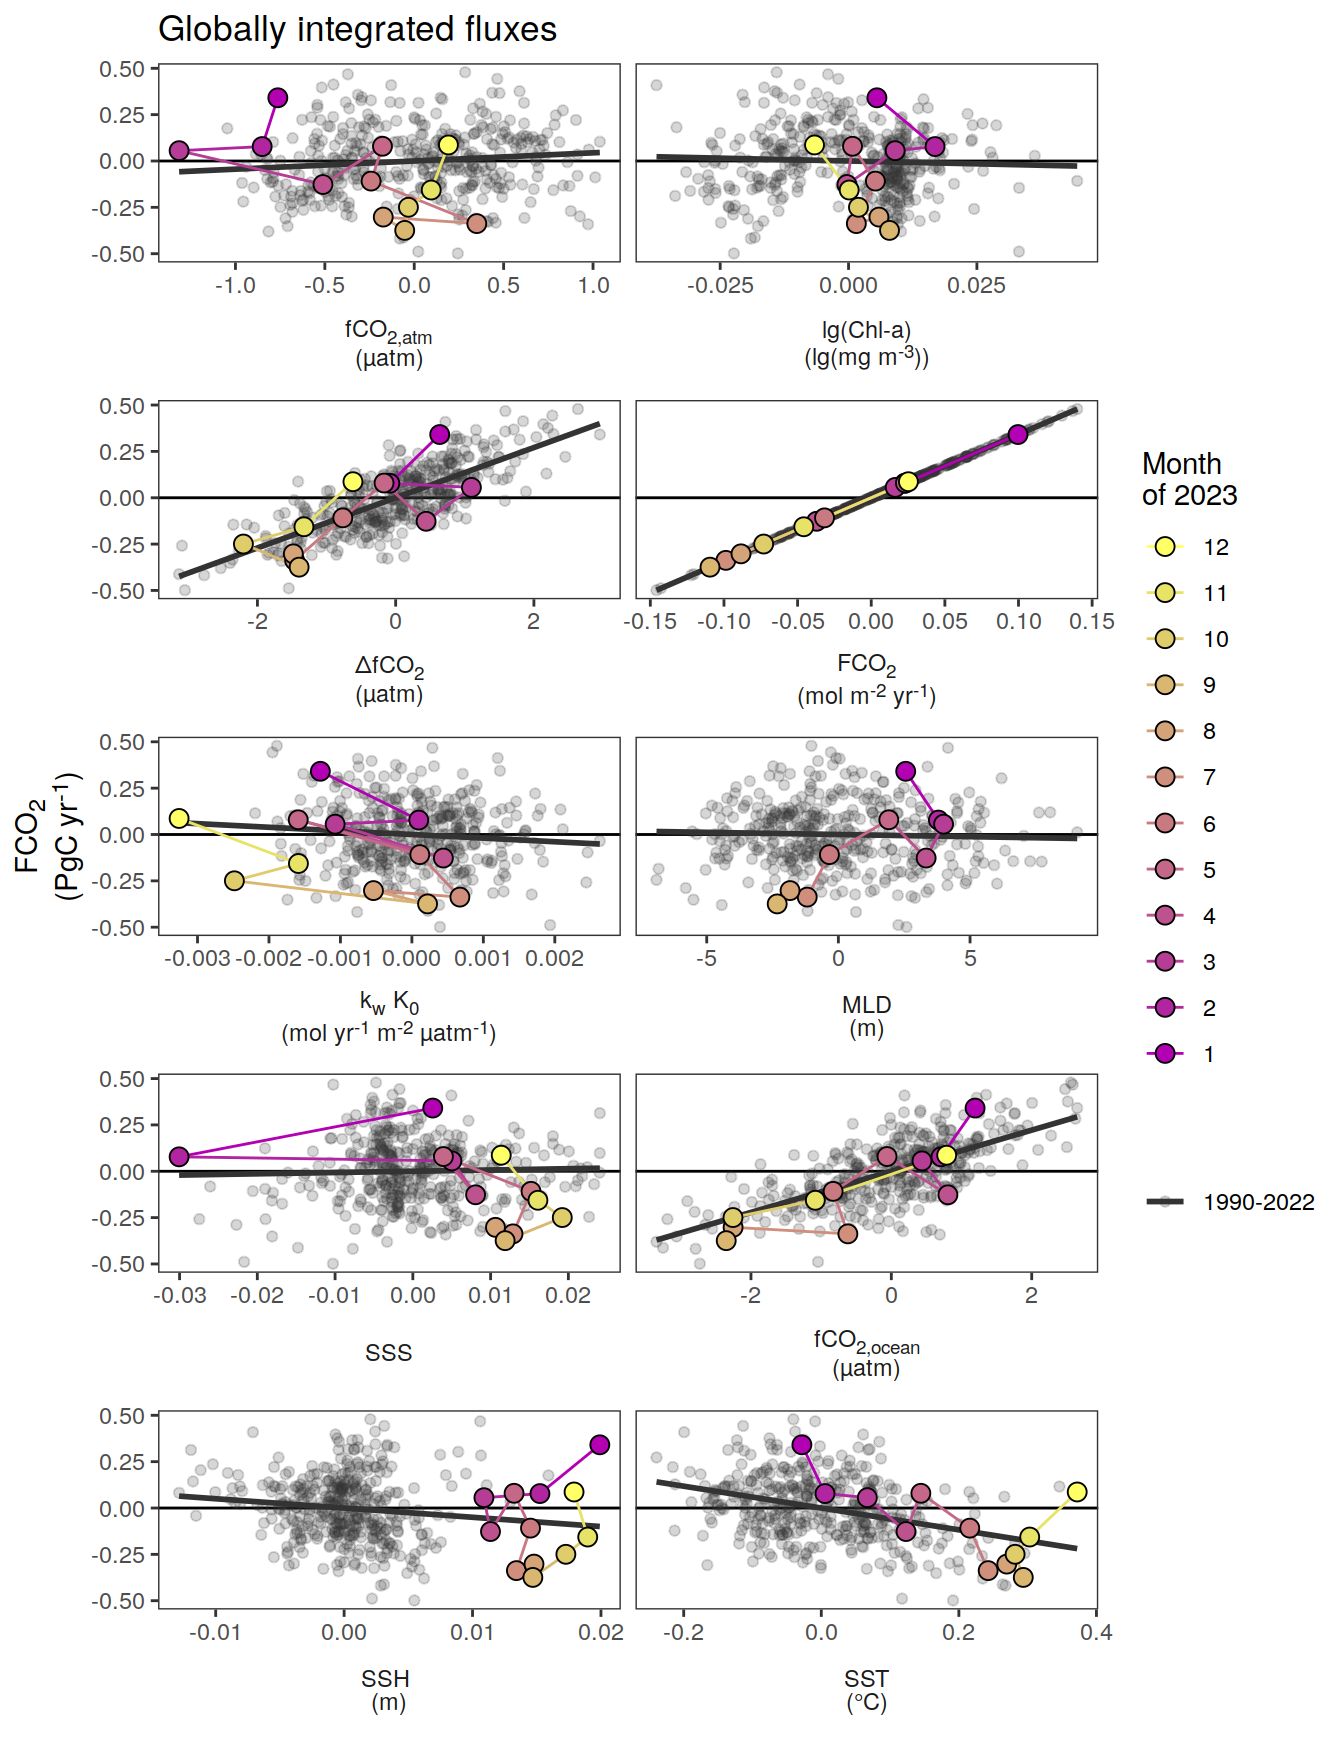 Globally integrated fluxes
0.50
0.25
0.00
-0.25
-0.50
-1.0 -0.5 0.0 0.5 1.0
-0.025 0.000 0.025
fCO2,atm
(µatm)
lg(Chl-a)
(lg(mg m-3))
0.50
0.25
0.00
-0.25
-0.50
-2 0 2
-0.15 -0.10 -0.05 0.00 0.05 0.10 0.15
ΔfCO2
(µatm)
FCO2
(mol m-2 yr-1)
FCO2
(PgC yr-1)
0.50
0.25
0.00
-0.25
-0.50
-0.003 -0.002 -0.001 0.000 0.001 0.002
-5 0 5
kw K0
(mol yr-1 m-2 µatm-1)
MLD
(m)
0.50
0.25
0.00
-0.25
-0.50
-0.03 -0.02 -0.01 0.00 0.01 0.02
-2 0 2
SSS
fCO2,ocean
(µatm)
0.50
0.25
0.00
-0.25
-0.50
-0.01 0.00 0.01 0.02
-0.2 0.0 0.2 0.4
SSH
(m)
SST
(°C)
Month
of 2023
12
11
10
9
8
7
6
5
4
3
2
1
1990-2022